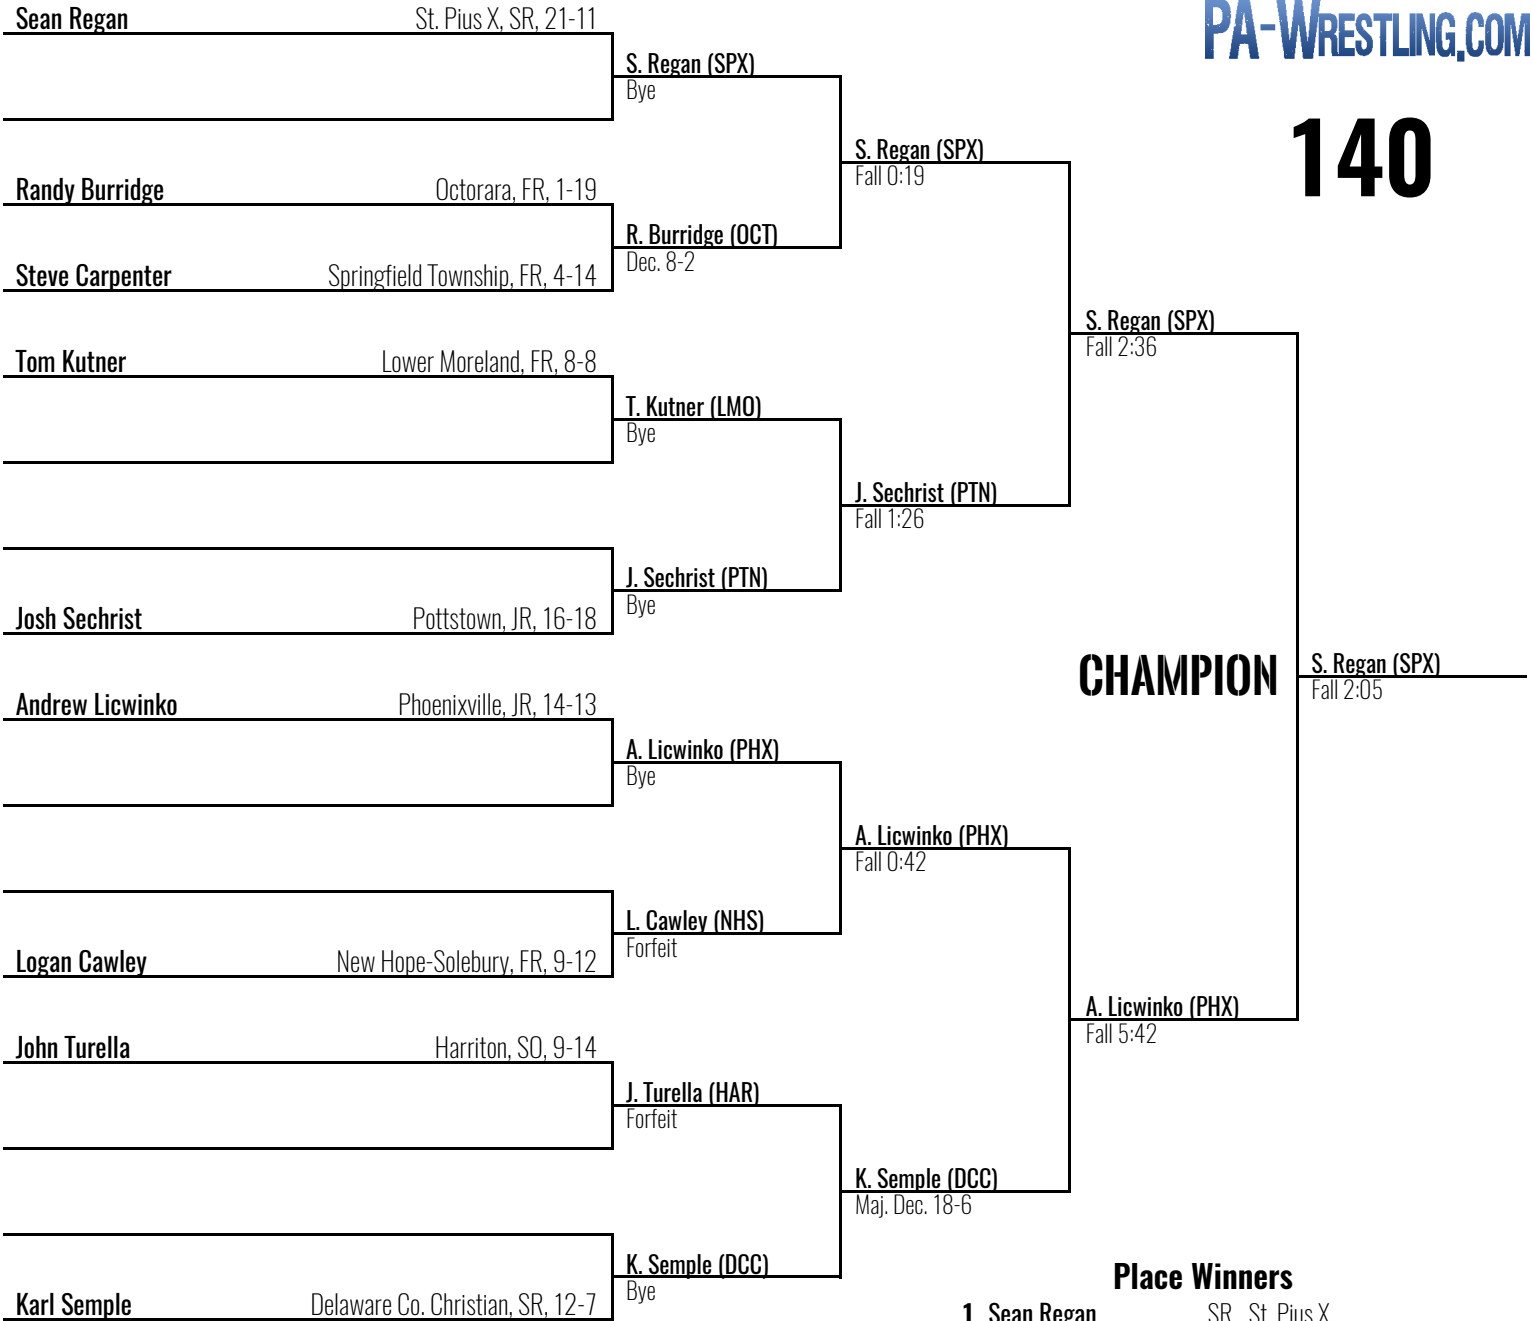 PA-WRESTLING.COM
140
Sean Regan St. Pius X, SR, 21-11
S. Regan (SPX)
Bye
S. Regan (SPX)
Fall 0:19
Randy Burridge Octorara, FR, 1-19
R. Burridge (OCT)
Dec. 8-2
Steve Carpenter Springfield Township, FR, 4-14
S. Regan (SPX)
Fall 2:36
Tom Kutner Lower Moreland, FR, 8-8
T. Kutner (LMO)
Bye
J. Sechrist (PTN)
Fall 1:26
J. Sechrist (PTN)
Bye
Josh Sechrist Pottstown, JR, 16-18
CHAMPION
S. Regan (SPX)
Fall 2:05
Andrew Licwinko Phoenixville, JR, 14-13
A. Licwinko (PHX)
Bye
A. Licwinko (PHX)
Fall 0:42
L. Cawley (NHS)
Forfeit
Logan Cawley New Hope-Solebury, FR, 9-12
A. Licwinko (PHX)
Fall 5:42
John Turella Harriton, SO, 9-14
J. Turella (HAR)
Forfeit
K. Semple (DCC)
Maj. Dec. 18-6
K. Semple (DCC)
Bye
Karl Semple Delaware Co. Christian, SR, 12-7
Place Winners
1 Sean Regan SR St. Pius X